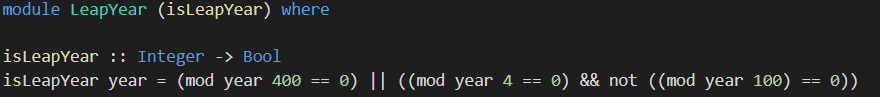 module LeapYear (isLeapYear) where
isLeapYear :: Integer -> Bool
isLeapYear year = (mod year 400 == 0) || ((mod year 4 == 0) && not ((mod year 100) == 0))